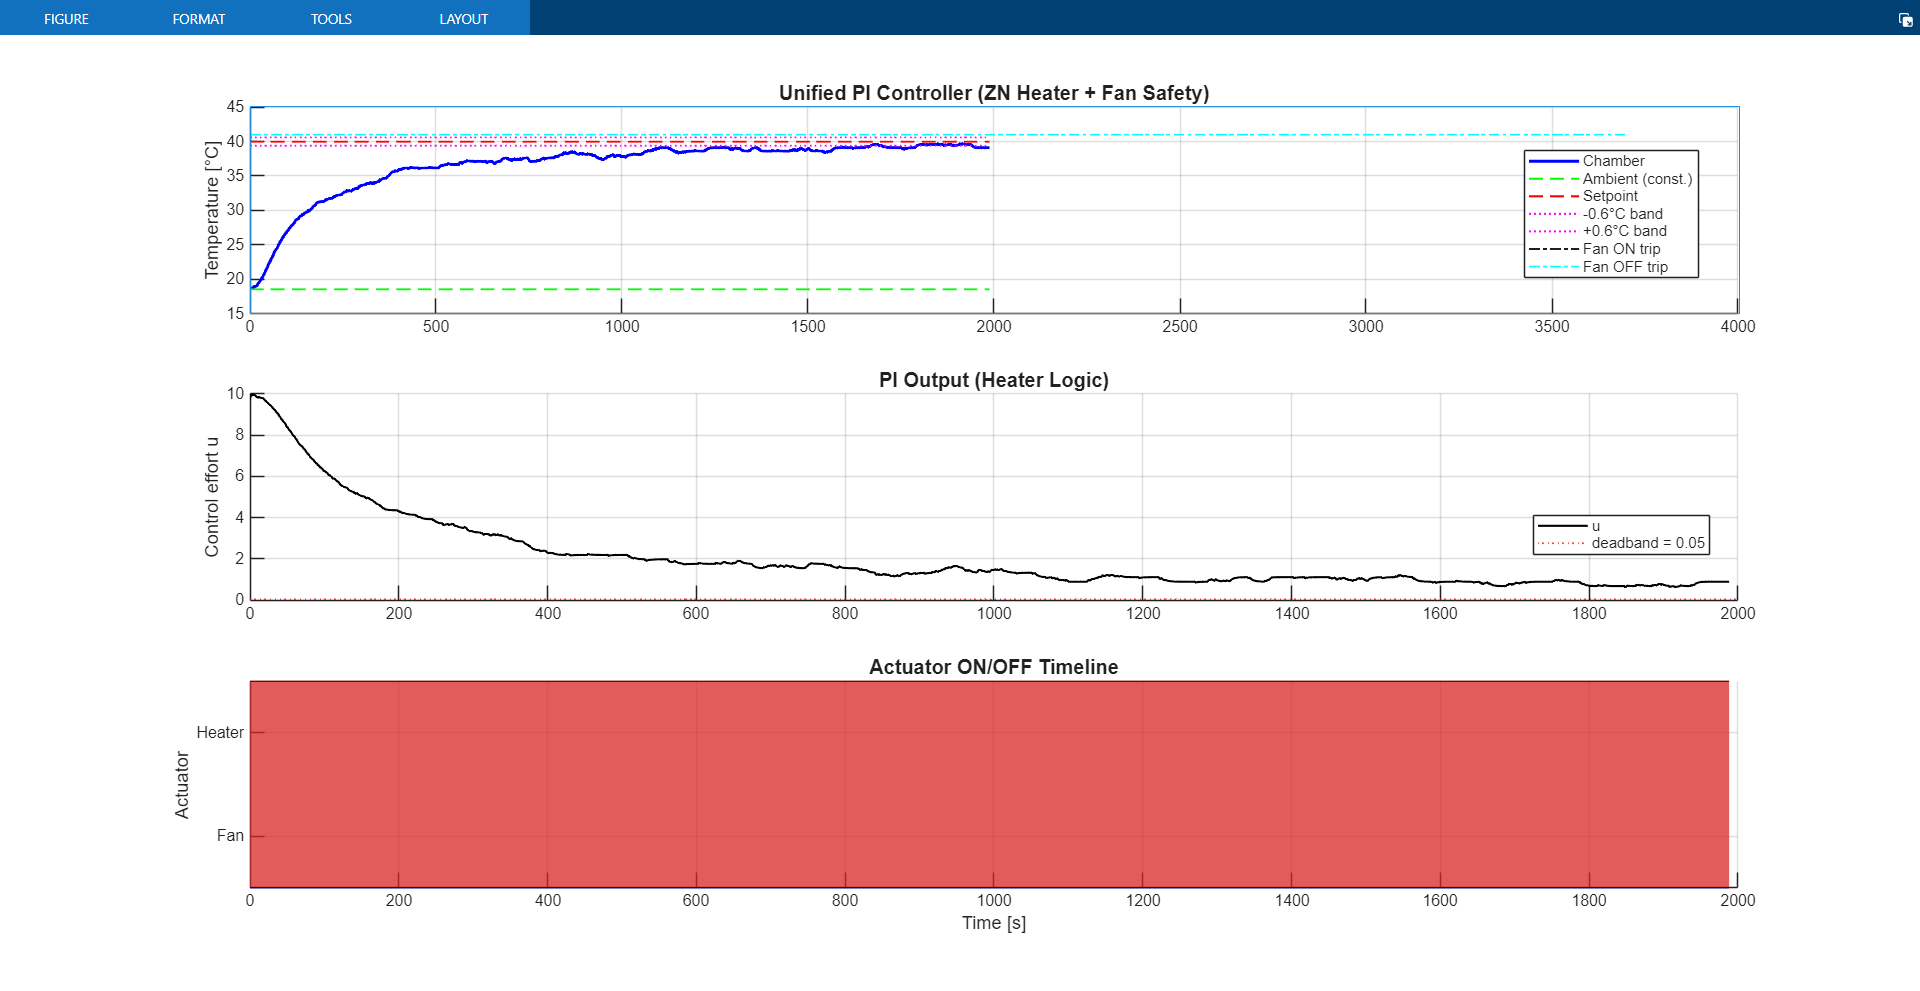 FIGURE FORMAT TOOLS LAYOUT
Unified PI Controller (ZN Heater + Fan Safety)
Temperature [°C]
45
40
35
30
25
20
15
0 500 1000 1500 2000 2500 3000 3500 4000
Chamber
Ambient (const.)
Setpoint
-0.6°C band
+0.6°C band
Fan ON trip
Fan OFF trip
PI Output (Heater Logic)
Control effort u
10
8
6
4
2
0
0 200 400 600 800 1000 1200 1400 1600 1800 2000
u
deadband = 0.05
Actuator ON/OFF Timeline
Actuator
Heater
Fan
0 200 400 600 800 1000 1200 1400 1600 1800 2000
Time [s]